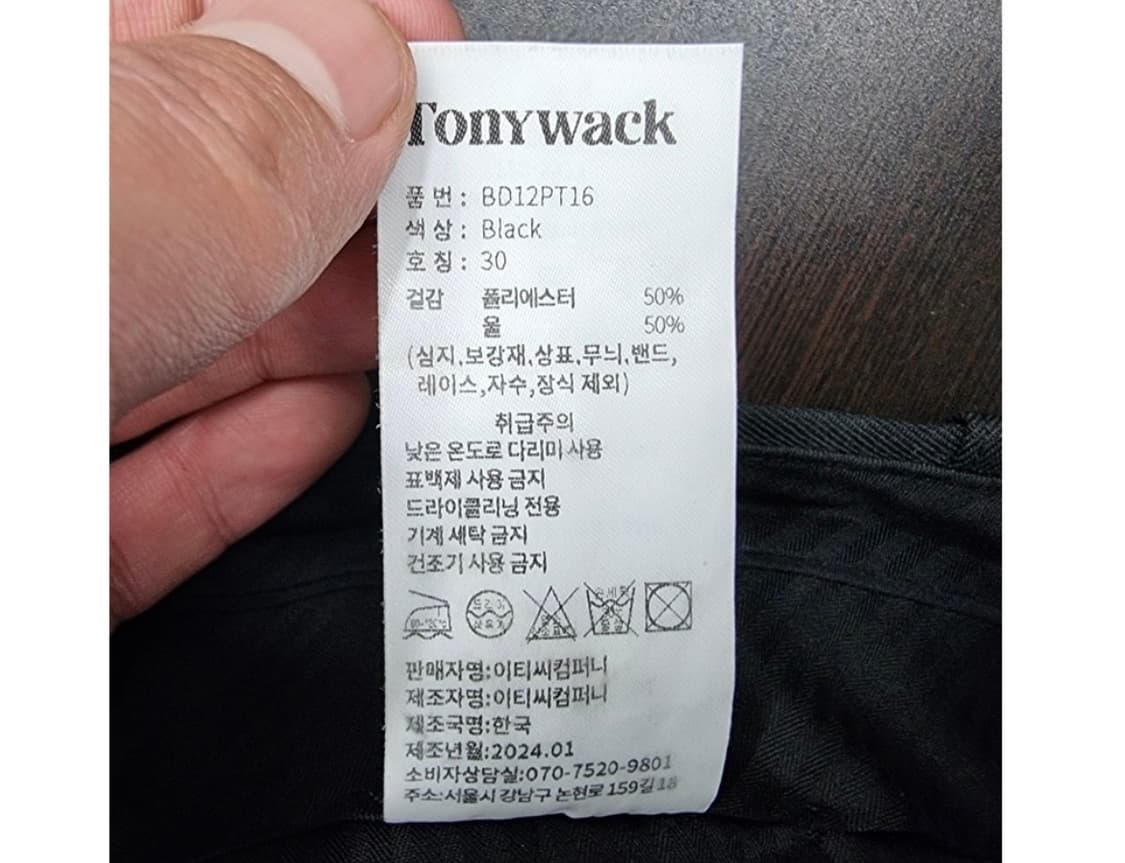 Tonywack
품 번 : BD12PT16
색 상 : Black
호 칭 : 30
겉감 폴리에스터 50%
울 50%
(심지,보강재,상표,무늬,밴드,
레이스,자수,장식 제외)
취급주의
낮은 온도로 다리미 사용
표백제 사용 금지
드라이클리닝 전용
기계 세탁 금지
건조기 사용 금지
드라이
판매자명:이티씨컴퍼니
제조자명:이티씨컴퍼니
제조국명:한국
제조년월:2024.01
소비자상담실:070-7520-9801
주소:서울시 강남구 논현로 159길 18